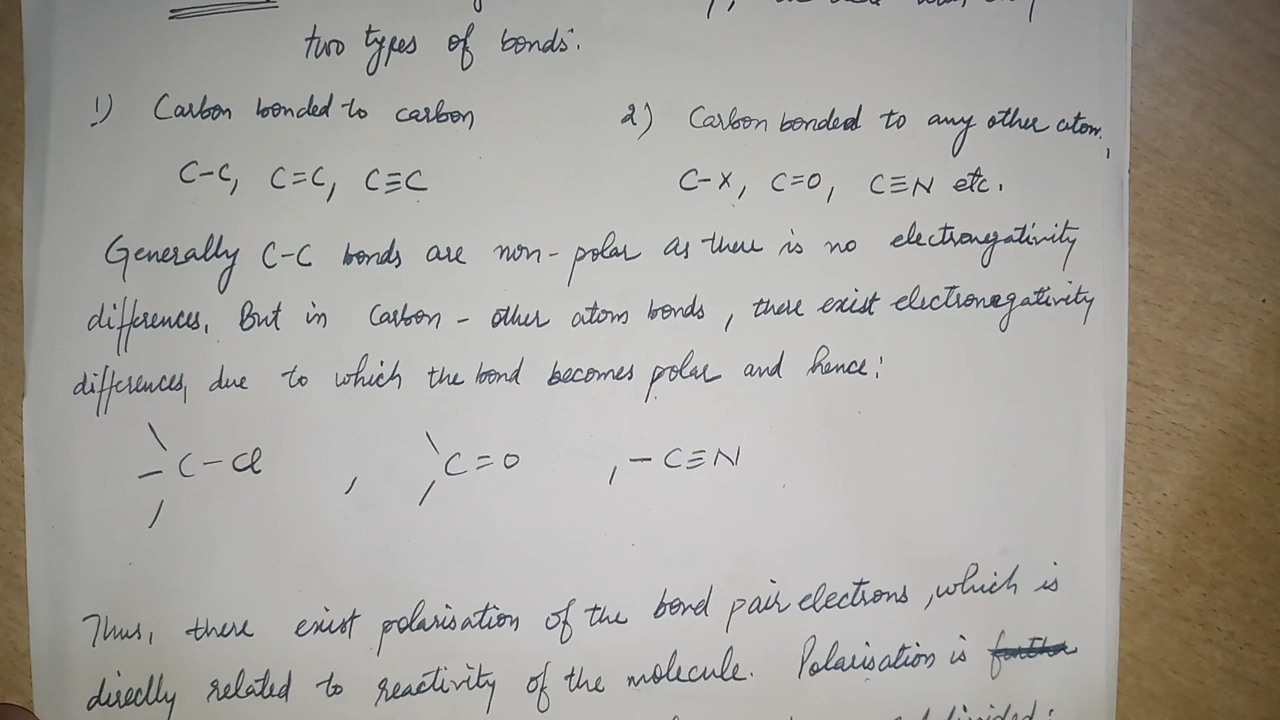 two types of bonds:
1) Carbon bonded to carbon
2) Carbon bonded to any other atom,
C-C, C=C, C≡C
C-X, C=O, C≡N etc.
Generally C-C bonds are non-polar as there is no electronegativity
differences. But in Carbon - other atom bonds, there exist electronegativity
differences, due to which the bond becomes polar and hence:
-C-Cl , C=O , -C≡N
Thus, there exist polarisation of the bond pair electrons, which is
directly related to reactivity of the molecule. Polarisation is
divided: